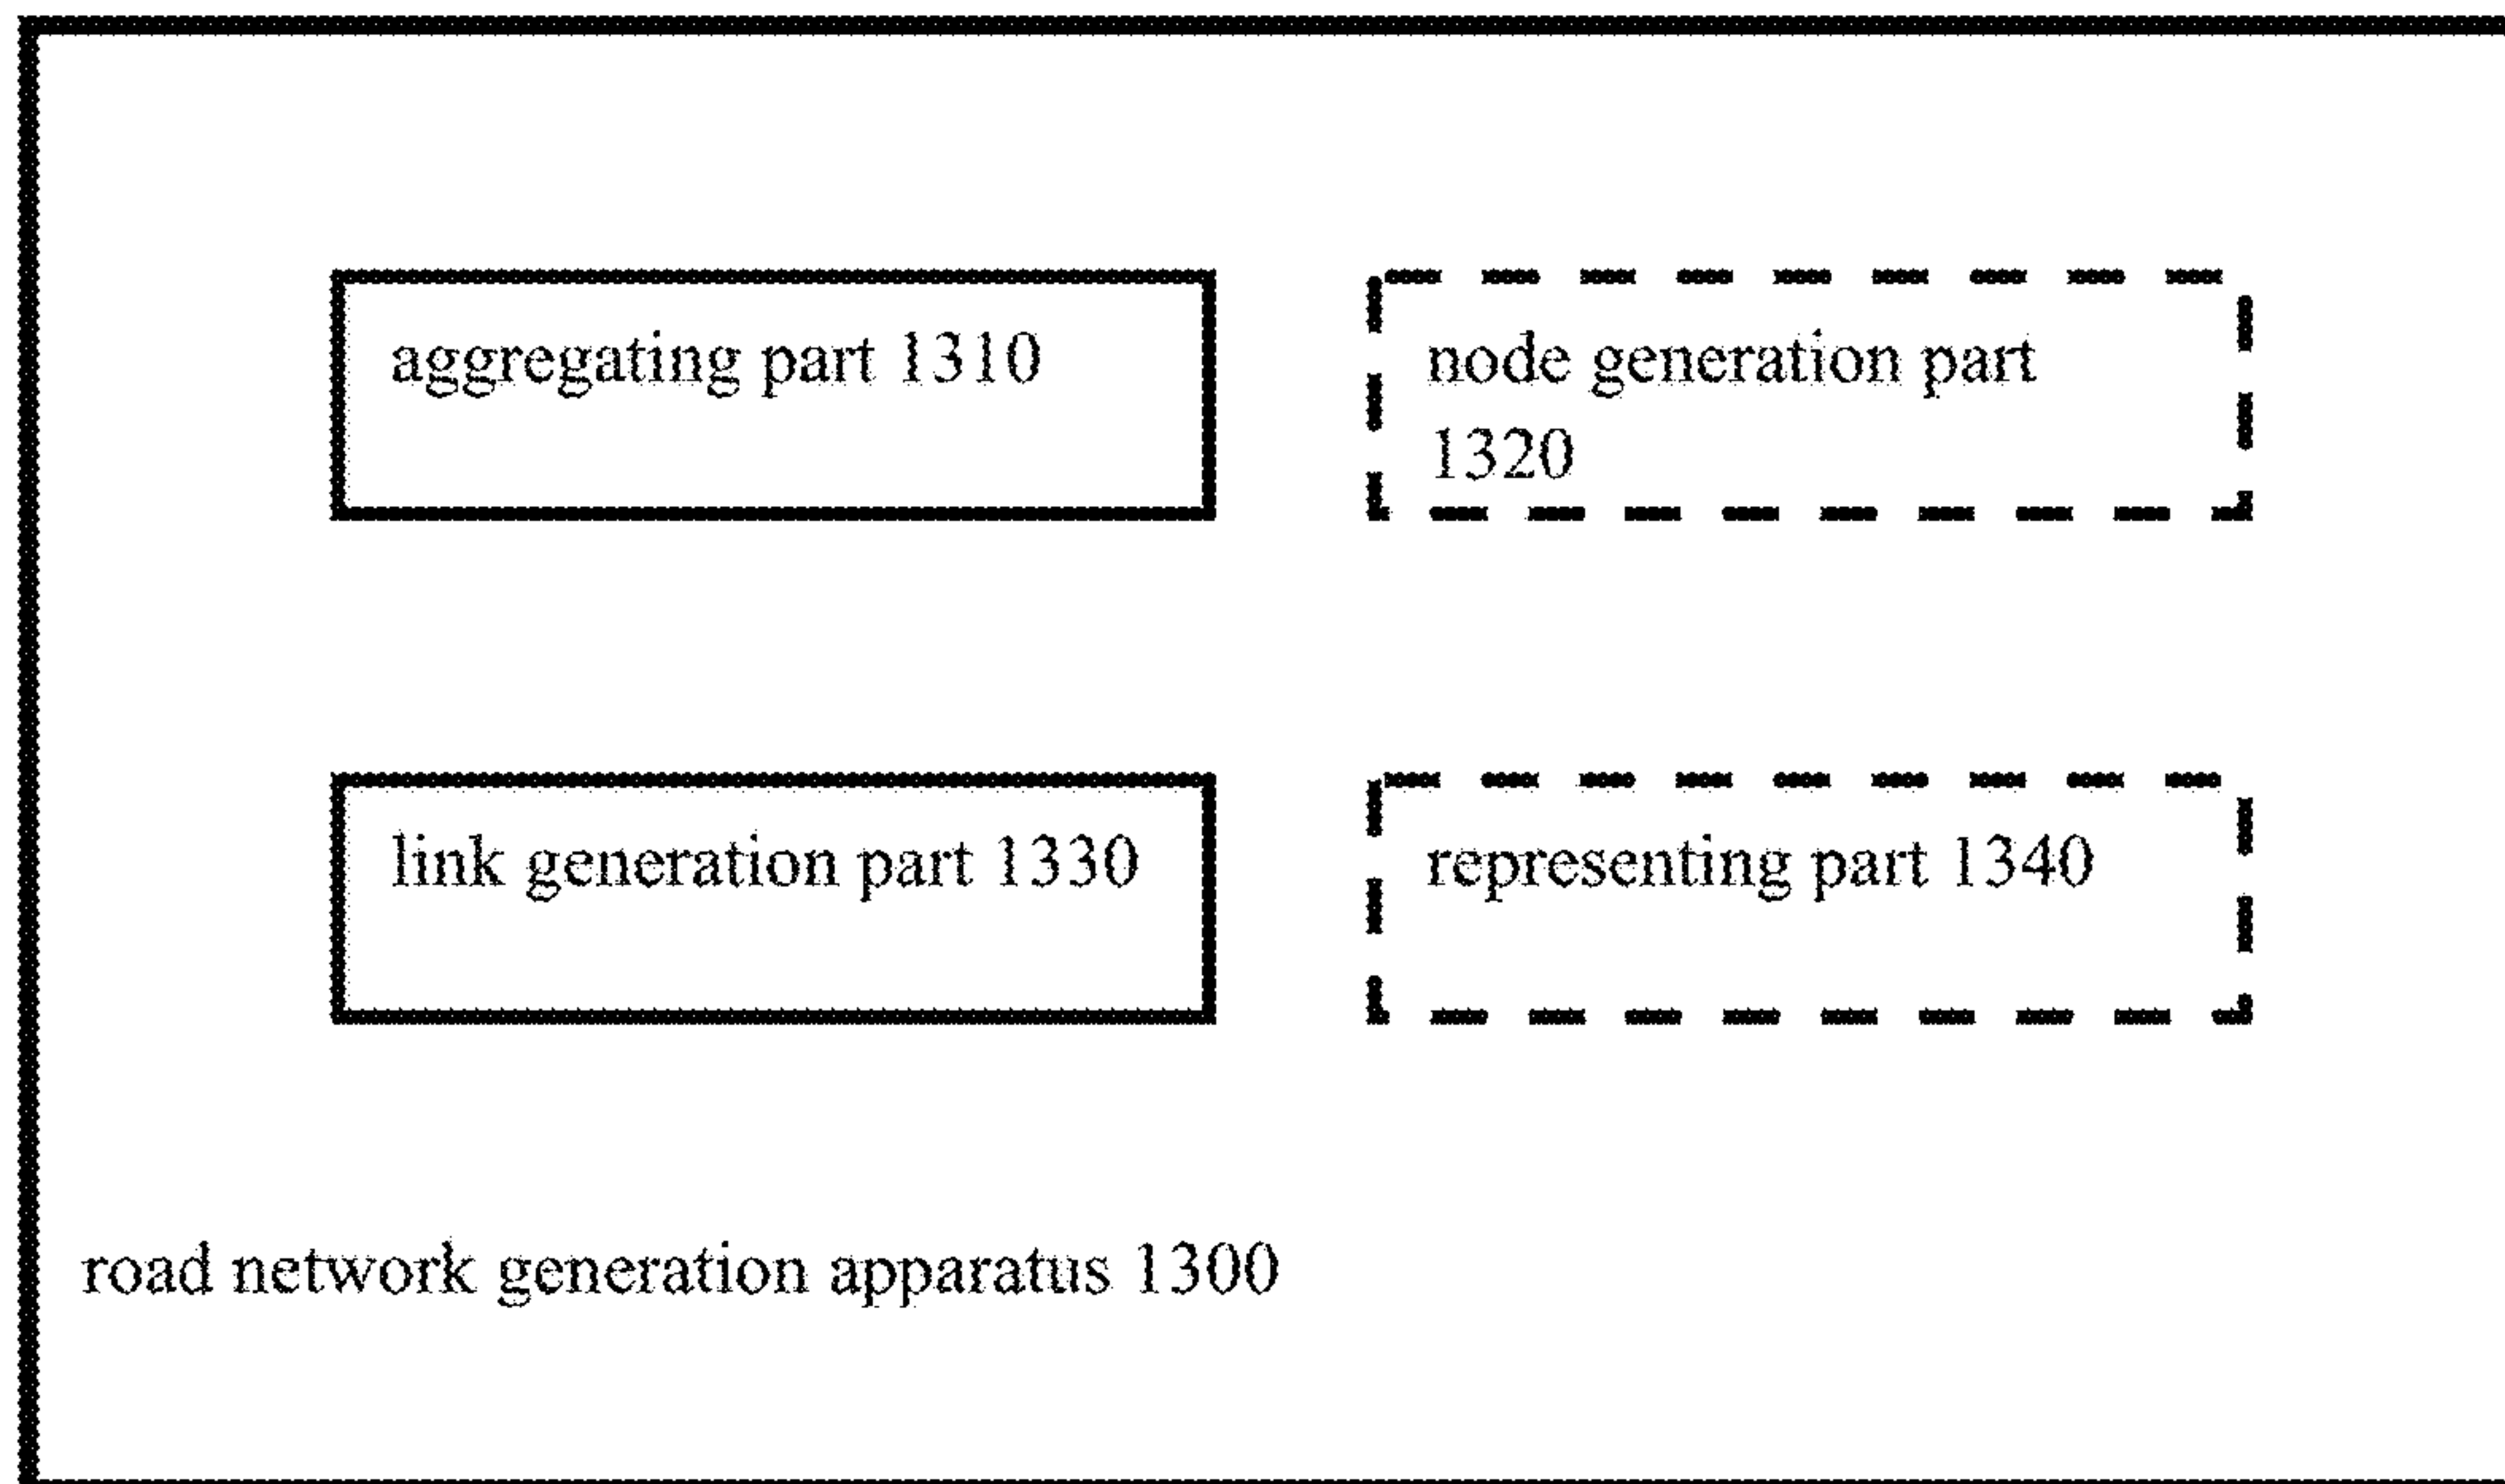 aggregating part 1310
node generation part
1320
link generation part 1330
representing part 1340
road network generation apparatus 1300